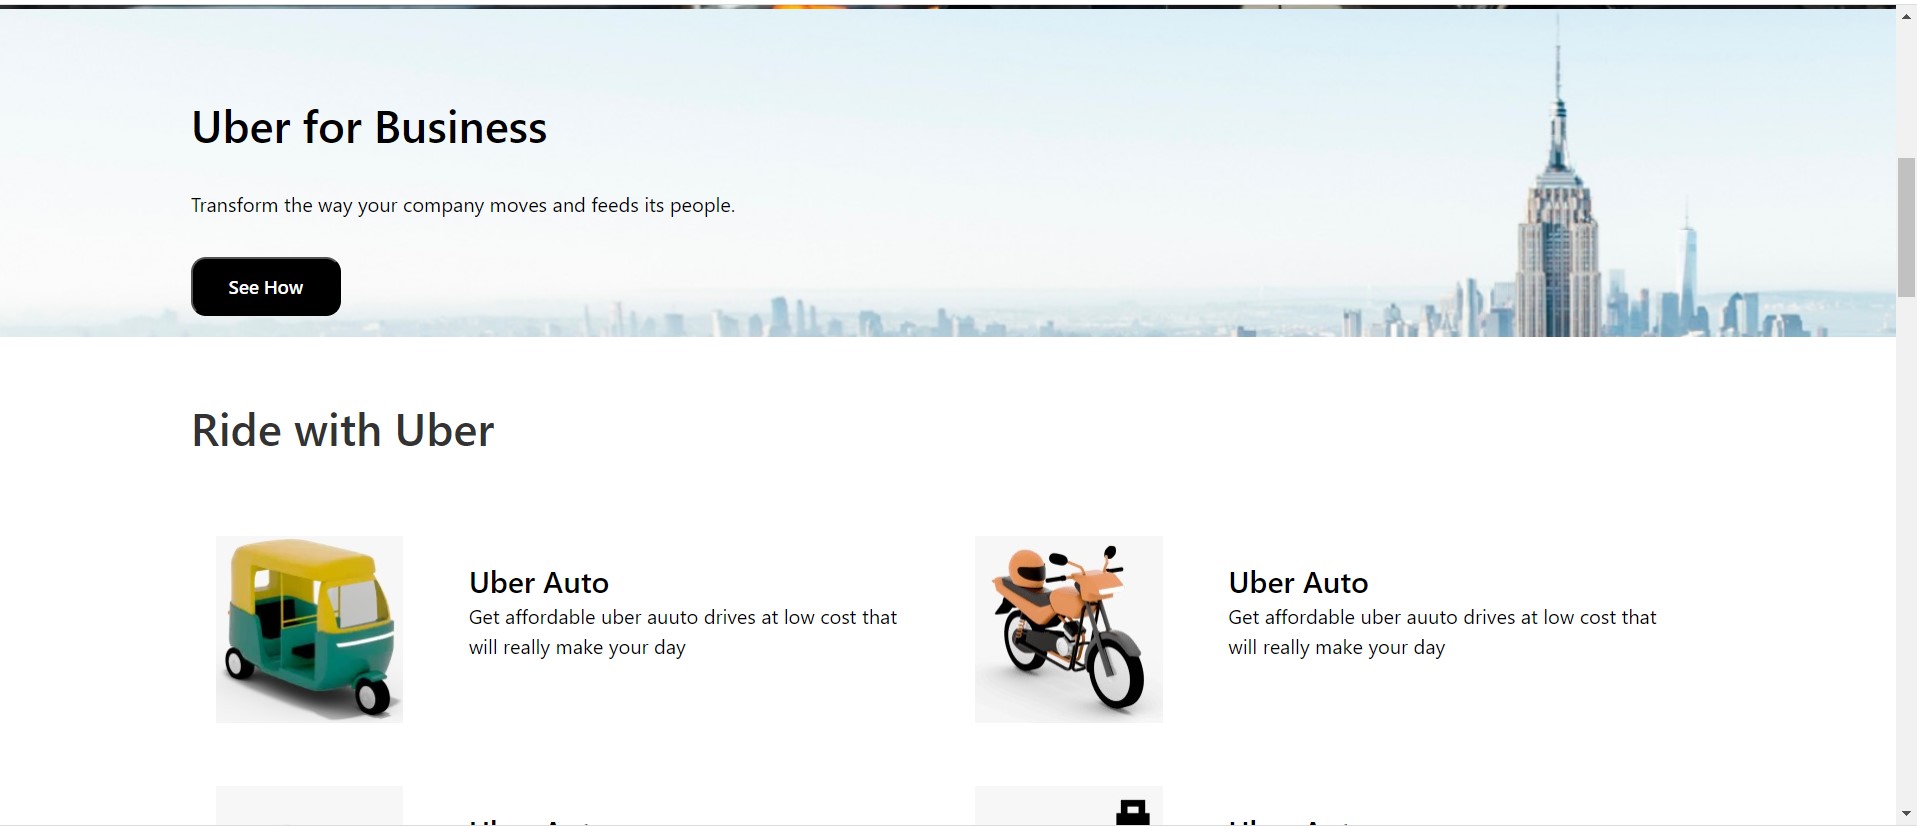 Uber for Business
Transform the way your company moves and feeds its people.
See How
Ride with Uber
Uber Auto
Get affordable uber auuto drives at low cost that
will really make your day
Uber Auto
Get affordable uber auuto drives at low cost that
will really make your day